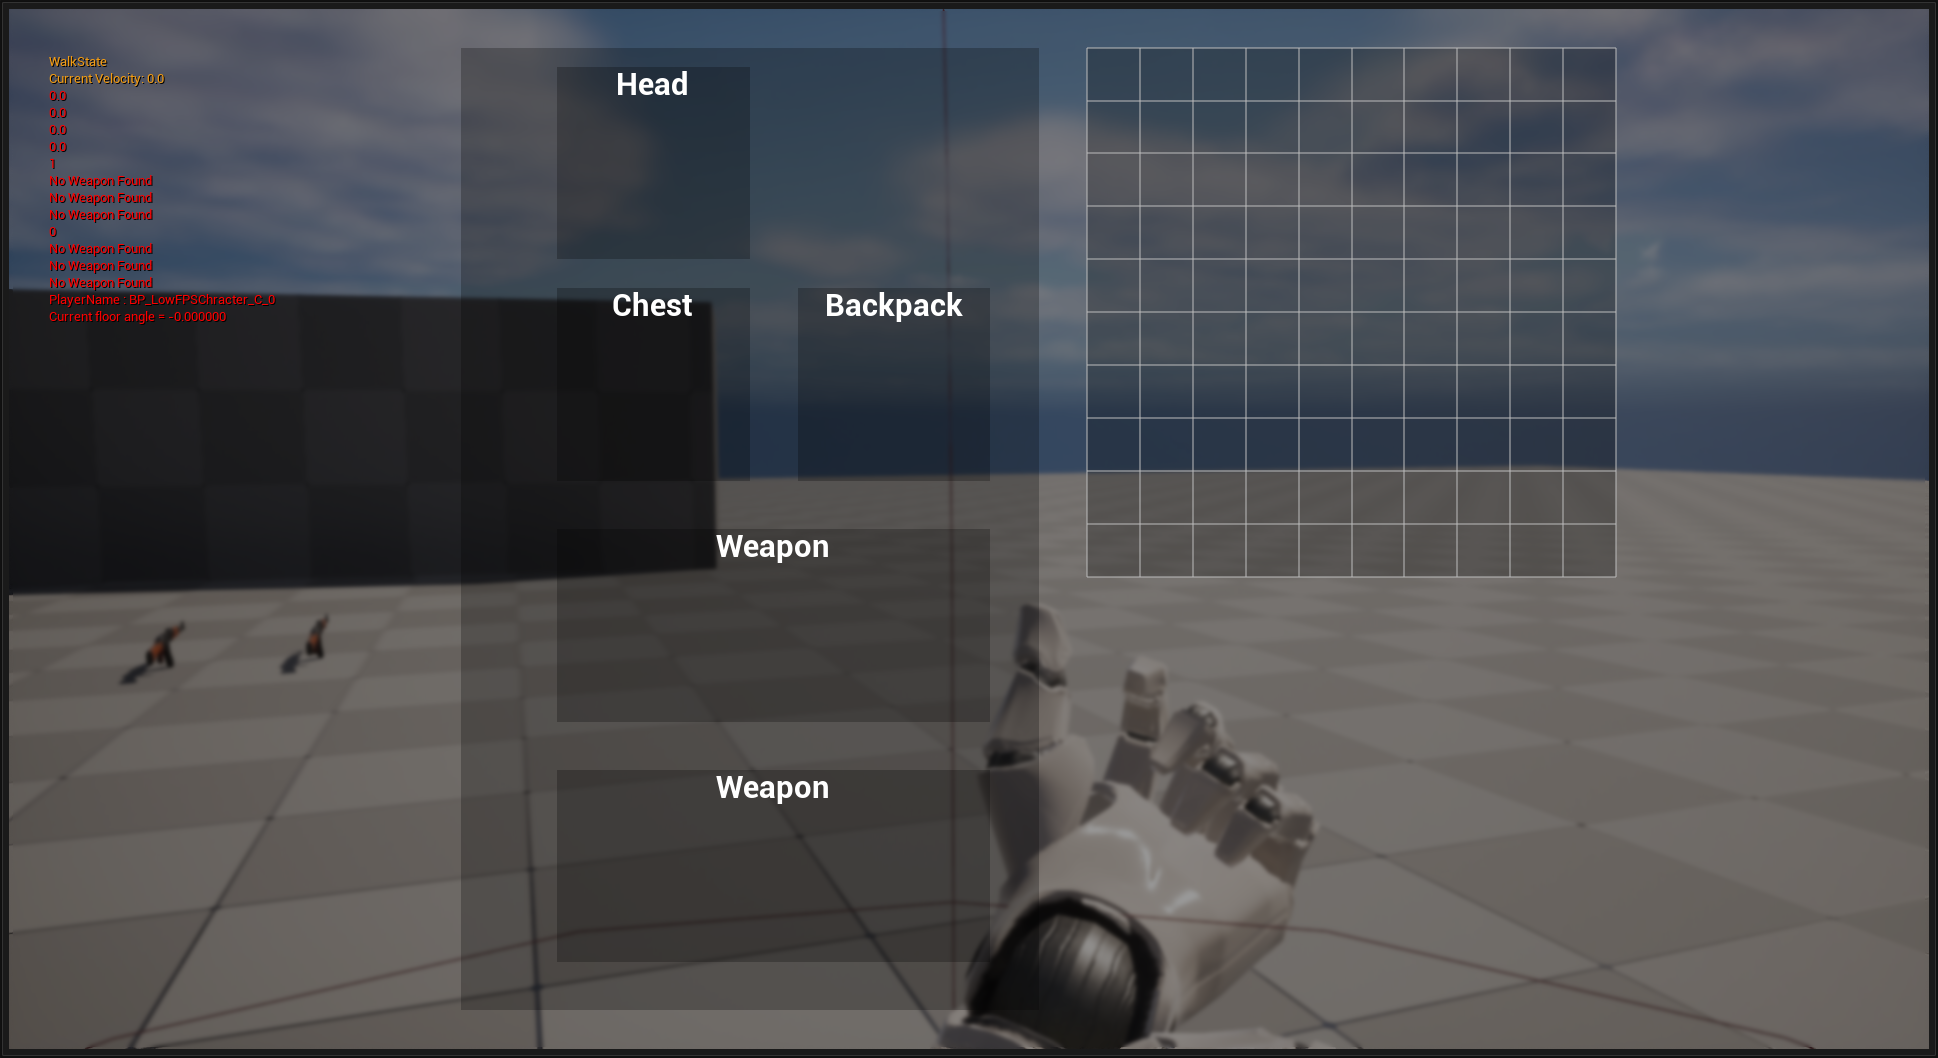 WalkState
Current Velocity: 0.0
0.0
0.0
0.0
0.0
1
No Weapon Found
No Weapon Found
No Weapon Found
0
No Weapon Found
No Weapon Found
No Weapon Found
PlayerName : BP_LowFPSChracter_C_0
Current floor angle = -0.000000
Head
Chest
Backpack
Weapon
Weapon